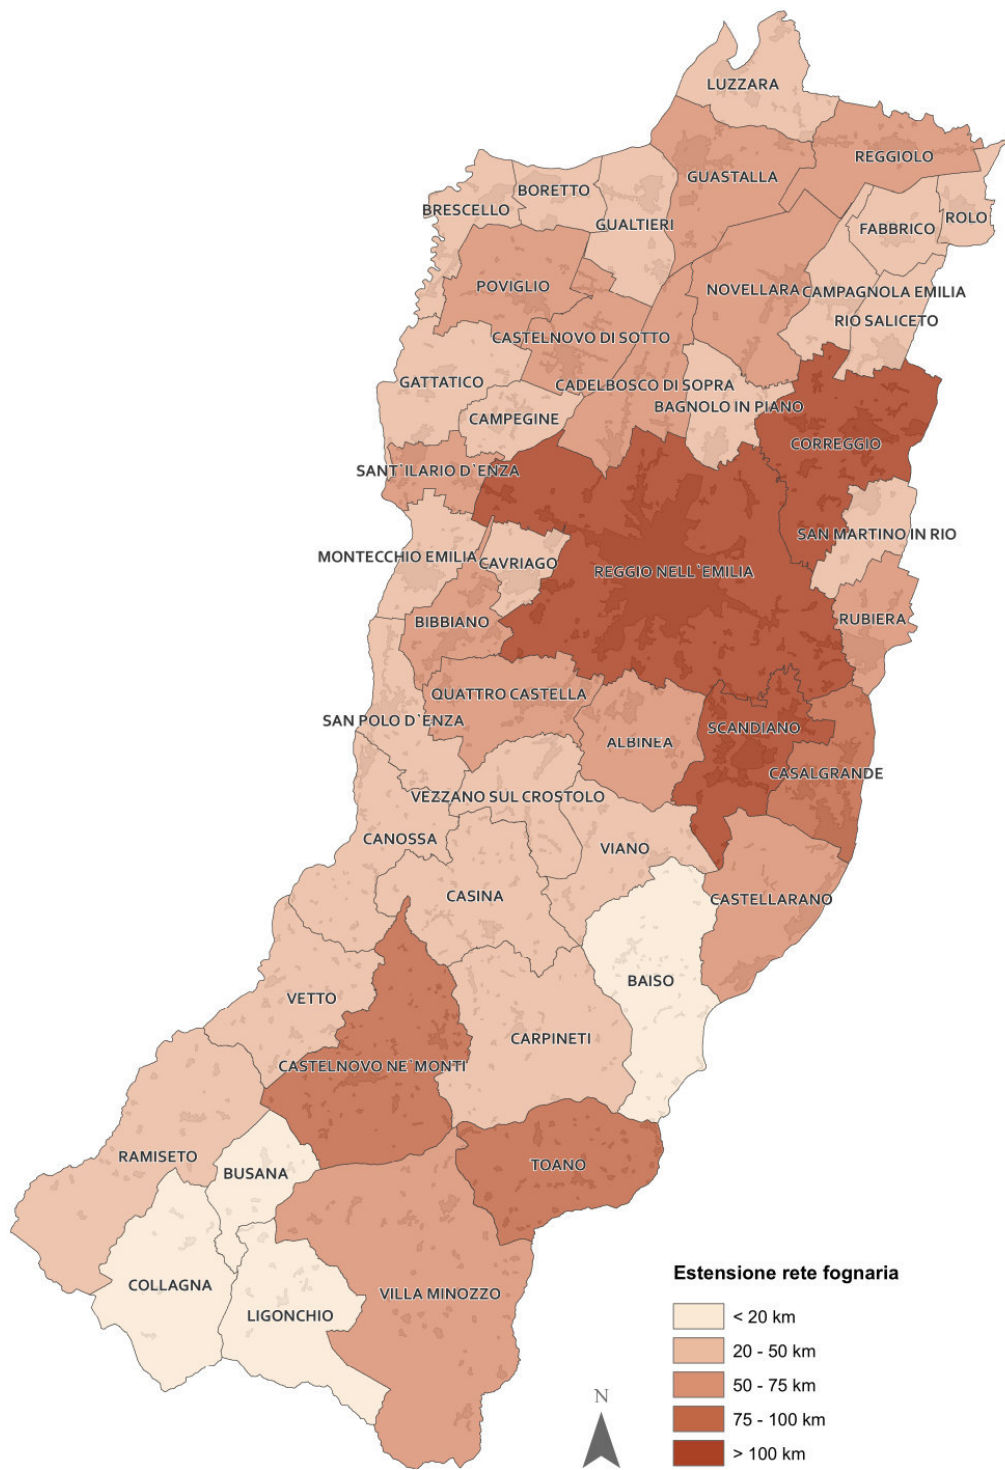 LUZZARA
REGGIOLO
GUASTALLA
BORETTO
BRESCELLO
ROLO
GUALTIERI
FABBRICO
POVIGLIO
NOVELLARA
CAMPAGNOLA EMILIA
RIO SALICETO
CASTELNOVO DI SOTTO
GATTATICO
CADELBOSCO DI SOPRA
BAGNOLO IN PIANO
CAMPEGINE
CORREGGIO
SANT`ILARIO D`ENZA
SAN MARTINO IN RIO
MONTECCHIO EMILIA
CAVRIAGO
REGGIO NELL`EMILIA
RUBIERA
BIBBIANO
QUATTRO CASTELLA
SAN POLO D`ENZA
SCANDIANO
ALBINEA
CASALGRANDE
VEZZANO SUL CROSTOLO
CANOSSA
VIANO
CASINA
CASTELLARANO
BAISO
VETTO
CARPINETI
CASTELNOVO NE`MONTI
RAMISETO
TOANO
BUSANA
COLLAGNA
VILLA MINOZZO
LIGONCHIO
Estensione rete fognaria
< 20 km
20 - 50 km
50 - 75 km
75 - 100 km
> 100 km
N